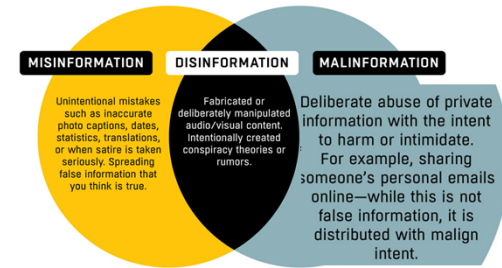 MISINFORMATION
DISINFORMATION
MALINFORMATION
Unintentional mistakes
such as inaccurate
photo captions, dates,
statistics, translations,
or when satire is taken
seriously. Spreading
false information that
you think is true.
Fabricated or
deliberately manipulated
audio/visual content.
Intentionally created
conspiracy theories or
rumors.
Deliberate abuse of private
information with the intent
to harm or intimidate.
For example, sharing
someone's personal emails
online—while this is not
false information, it is
distributed with malign
intent.